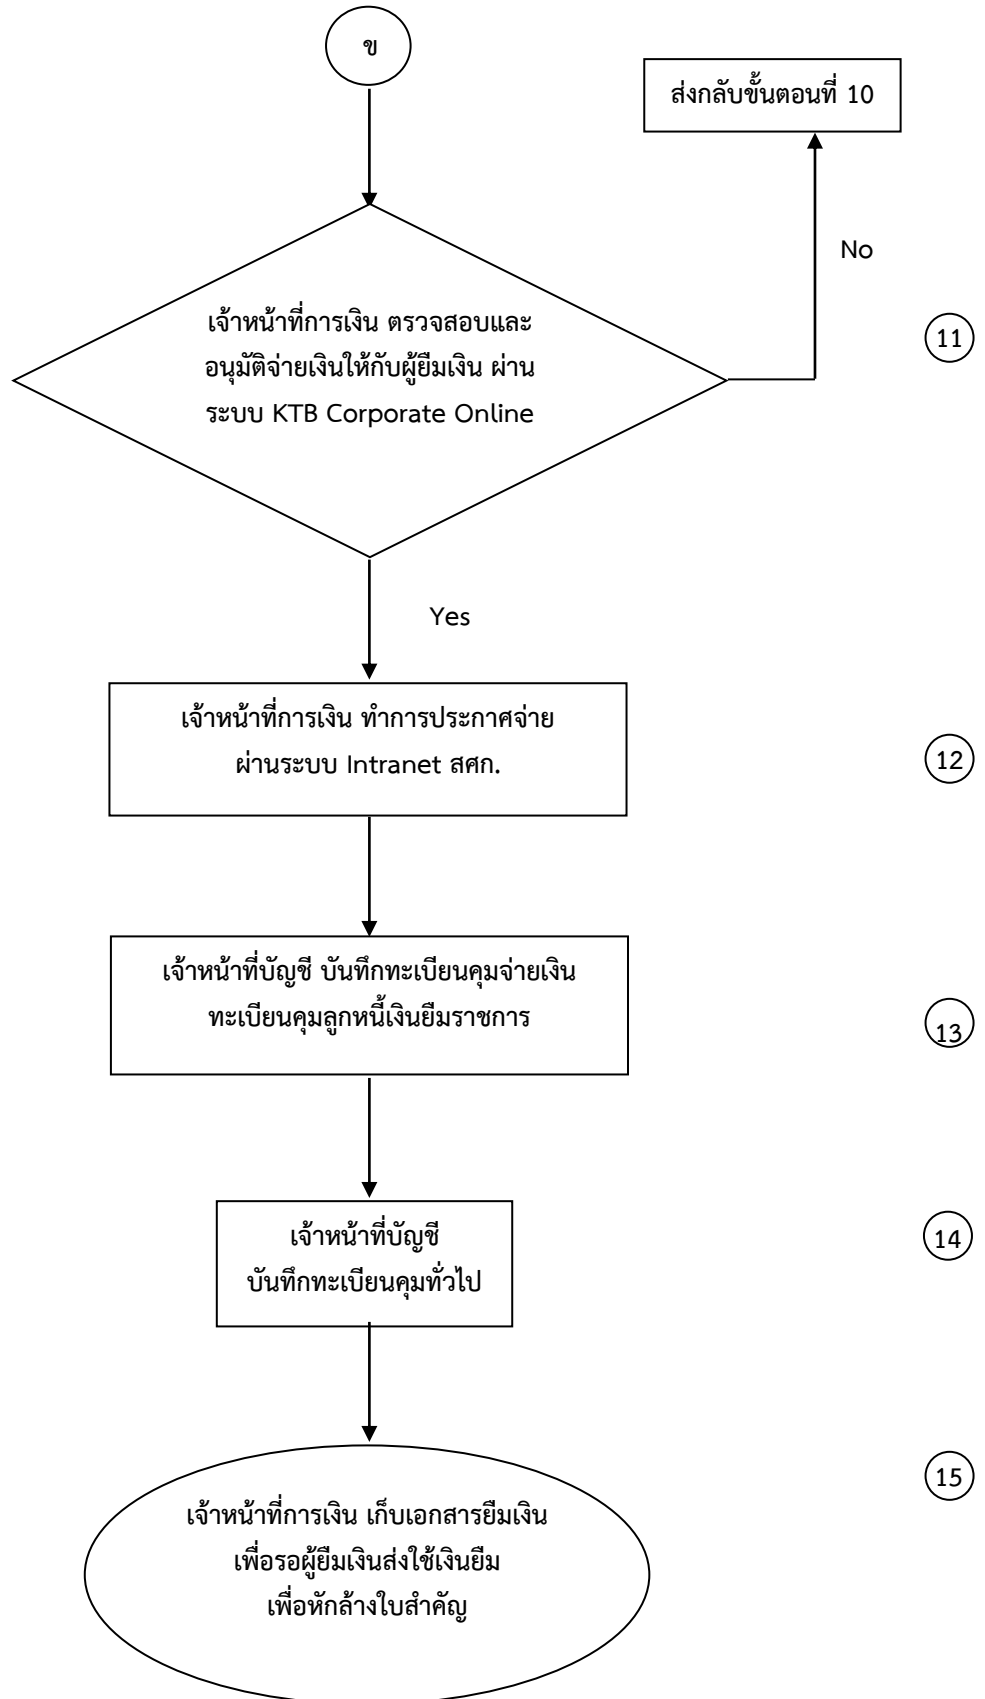 ข
ส่งกลับขั้นตอนที่ 10
No
เจ้าหน้าที่การเงิน ตรวจสอบและ
อนุมัติจ่ายเงินให้กับผู้ยืมเงิน ผ่าน
ระบบ KTB Corporate Online
11
Yes
เจ้าหน้าที่การเงิน ทำการประกาศจ่าย
ผ่านระบบ Intranet สศก.
12
เจ้าหน้าที่บัญชี บันทึกทะเบียนคุมจ่ายเงิน
ทะเบียนคุมลูกหนี้เงินยืมราชการ
13
เจ้าหน้าที่บัญชี
บันทึกทะเบียนคุมทั่วไป
14
15
เจ้าหน้าที่การเงิน เก็บเอกสารยืมเงิน
เพื่อรอผู้ยืมเงินส่งใช้เงินยืม
เพื่อหักล้างใบสำคัญ